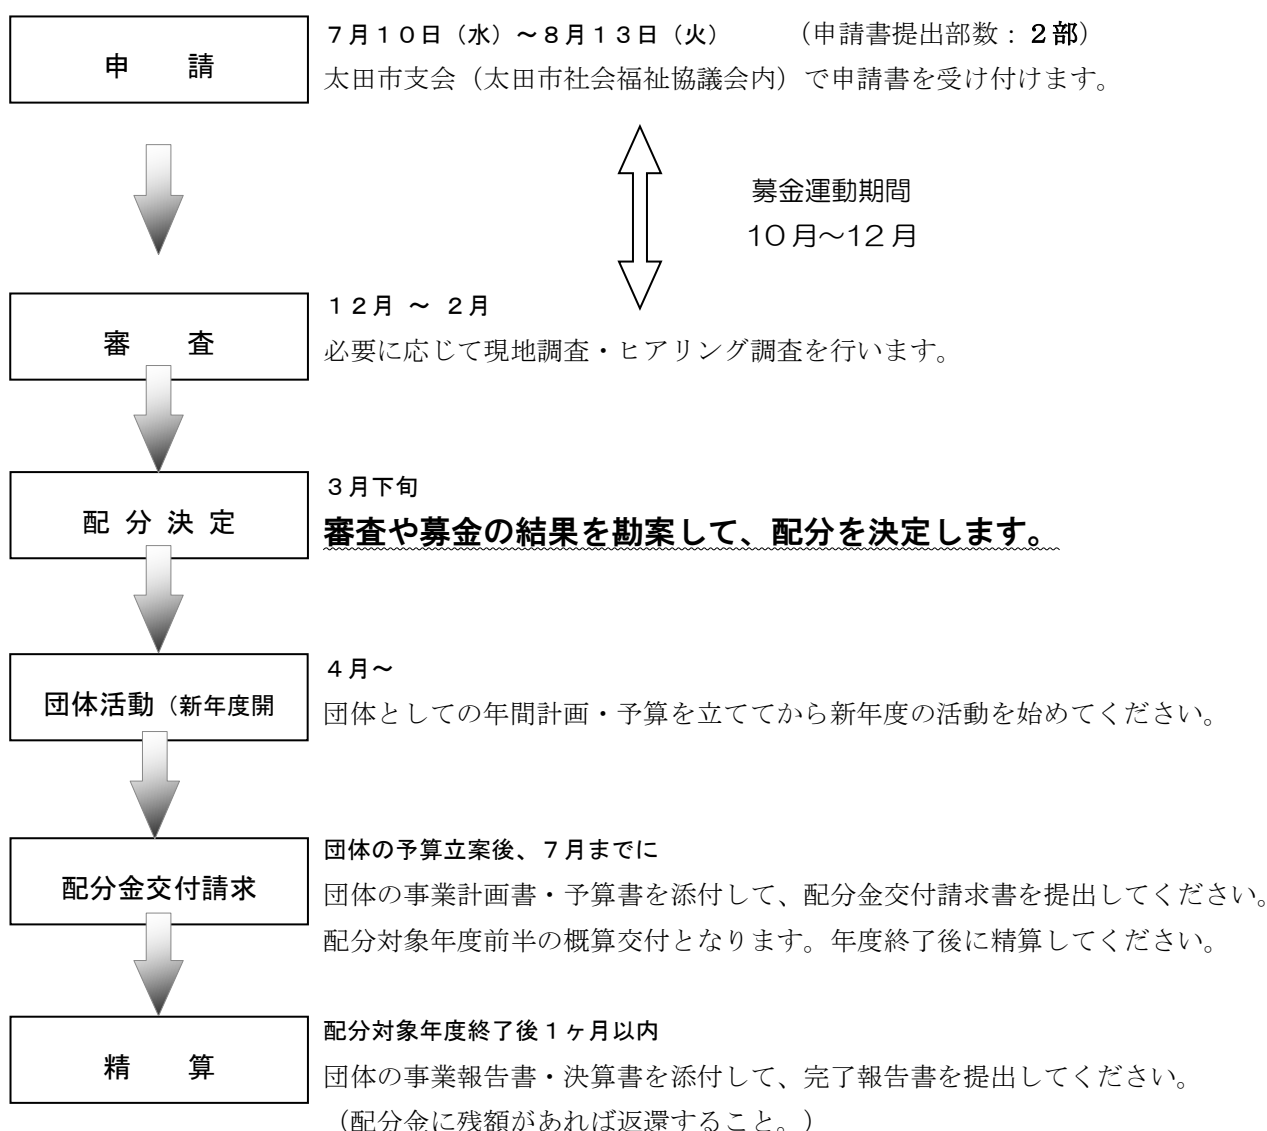 申　請
７月１０日（水）～８月１３日（火）　（申請書提出部数：２部）
太田市支会（太田市社会福祉協議会内）で申請書を受け付けます。
募金運動期間
10月～12月
審　査
１２月 ～ ２月
必要に応じて現地調査・ヒアリング調査を行います。
配 分 決 定
３月下旬
審査や募金の結果を勘案して、配分を決定します。
団体活動（新年度開
４月～
団体としての年間計画・予算を立ててから新年度の活動を始めてください。
配分金交付請求
団体の予算立案後、７月までに
団体の事業計画書・予算書を添付して、配分金交付請求書を提出してください。
配分対象年度前半の概算交付となります。年度終了後に精算してください。
精　算
配分対象年度終了後１ヶ月以内
団体の事業報告書・決算書を添付して、完了報告書を提出してください。
（配分金に残額があれば返還すること。）